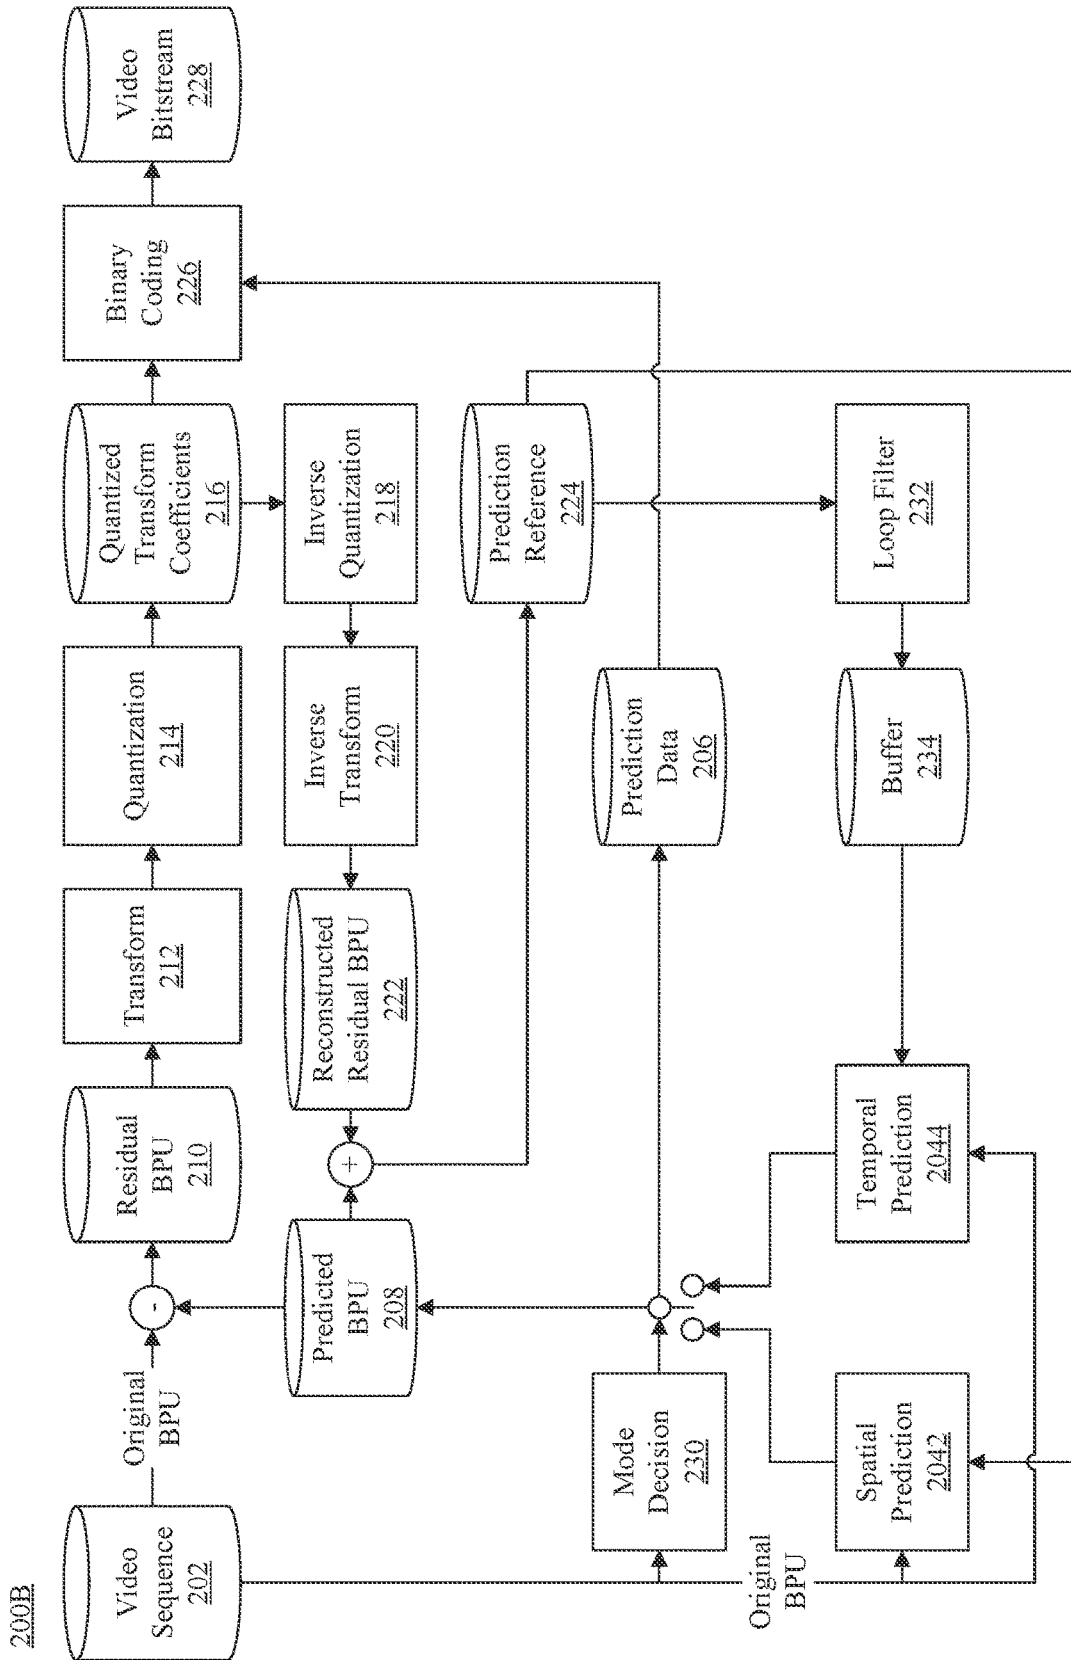 200B
Video
Sequence
202
Original
BPU
-
Residual
BPU
210
Transform
212
Quantization
214
Quantized
Transform
Coefficients
216
Binary
Coding
226
Video
Bitstream
228
Predicted
BPU
208
+
Reconstructed
Residual BPU
222
Inverse
Transform
220
Inverse
Quantization
218
Prediction
Reference
224
Mode
Decision
230
Prediction
Data
206
Original
BPU
Spatial
Prediction
2042
Temporal
Prediction
2044
Buffer
234
Loop Filter
232